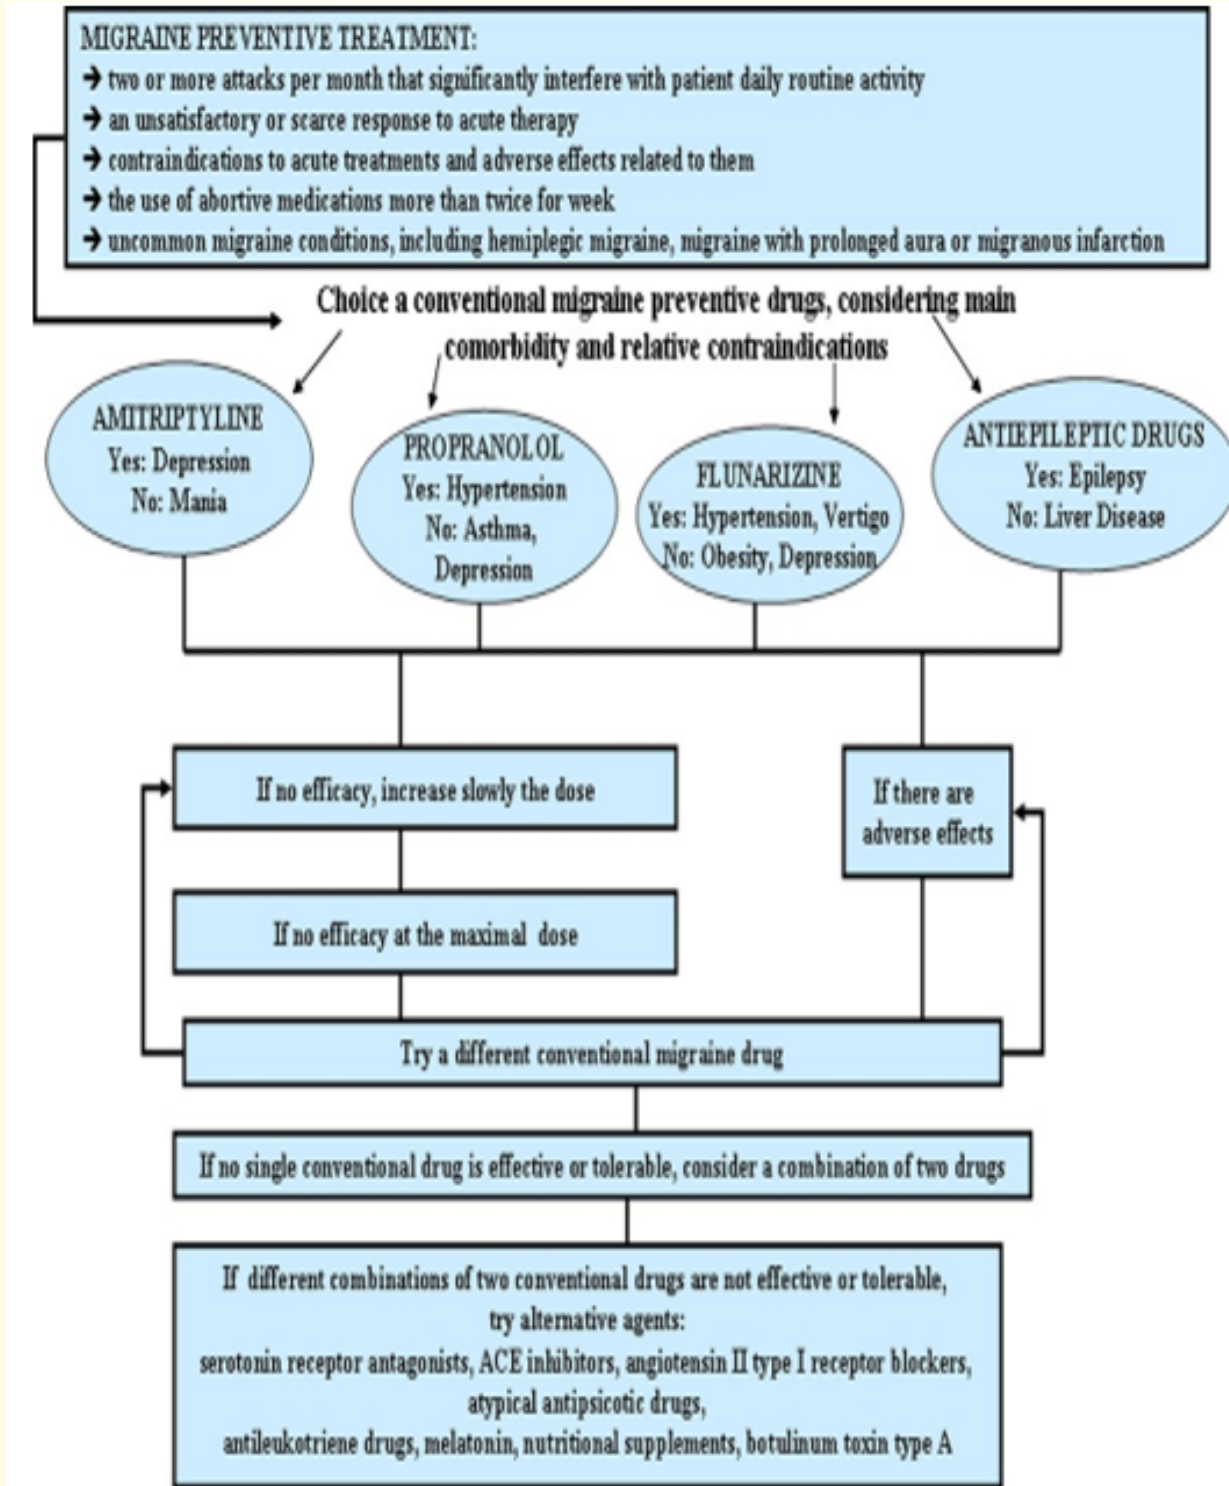 MIGRAINE PREVENTIVE TREATMENT:
➔ two or more attacks per month that significantly interfere with patient daily routine activity
➔ an unsatisfactory or scarce response to acute therapy
➔ contraindications to acute treatments and adverse effects related to them
➔ the use of abortive medications more than twice for week
➔ uncommon migraine conditions, including hemiplegic migraine, migraine with prolonged aura or migranous infarction
Choice a conventional migraine preventive drugs, considering main
comorbidity and relative contraindications
AMITRIPTYLINE
Yes: Depression
No: Mania
PROPRANOLOL
Yes: Hypertension
No: Asthma,
Depression
FLUNARIZINE
Yes: Hypertension, Vertigo
No: Obesity, Depression
ANTIEPILEPTIC DRUGS
Yes: Epilepsy
No: Liver Disease
If no efficacy, increase slowly the dose
If there are
adverse effects
If no efficacy at the maximal dose
Try a different conventional migraine drug
If no single conventional drug is effective or tolerable, consider a combination of two drugs
If different combinations of two conventional drugs are not effective or tolerable,
try alternative agents:
serotonin receptor antagonists, ACE inhibitors, angiotensin II type I receptor blockers,
atypical antipsicotic drugs,
antileukotriene drugs, melatonin, nutritional supplements, botulinum toxin type A